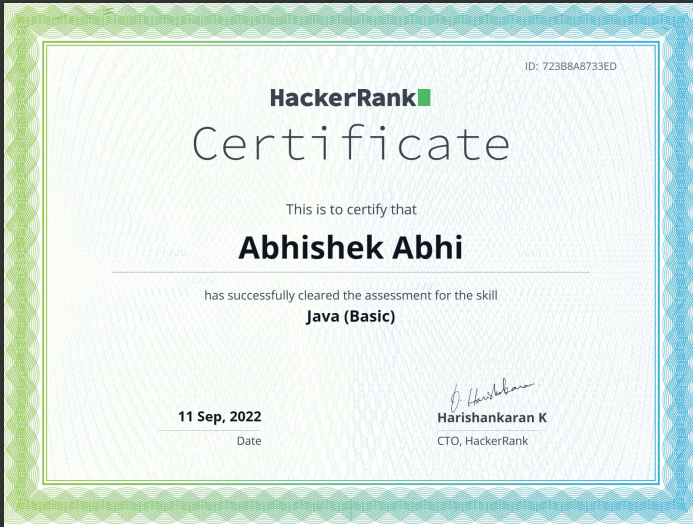 ID: 723B8A8733ED
HackerRank
Certificate
This is to certify that
Abhishek Abhi
has successfully cleared the assessment for the skill
Java (Basic)
11 Sep, 2022
Date
Harishankaran K
CTO, HackerRank